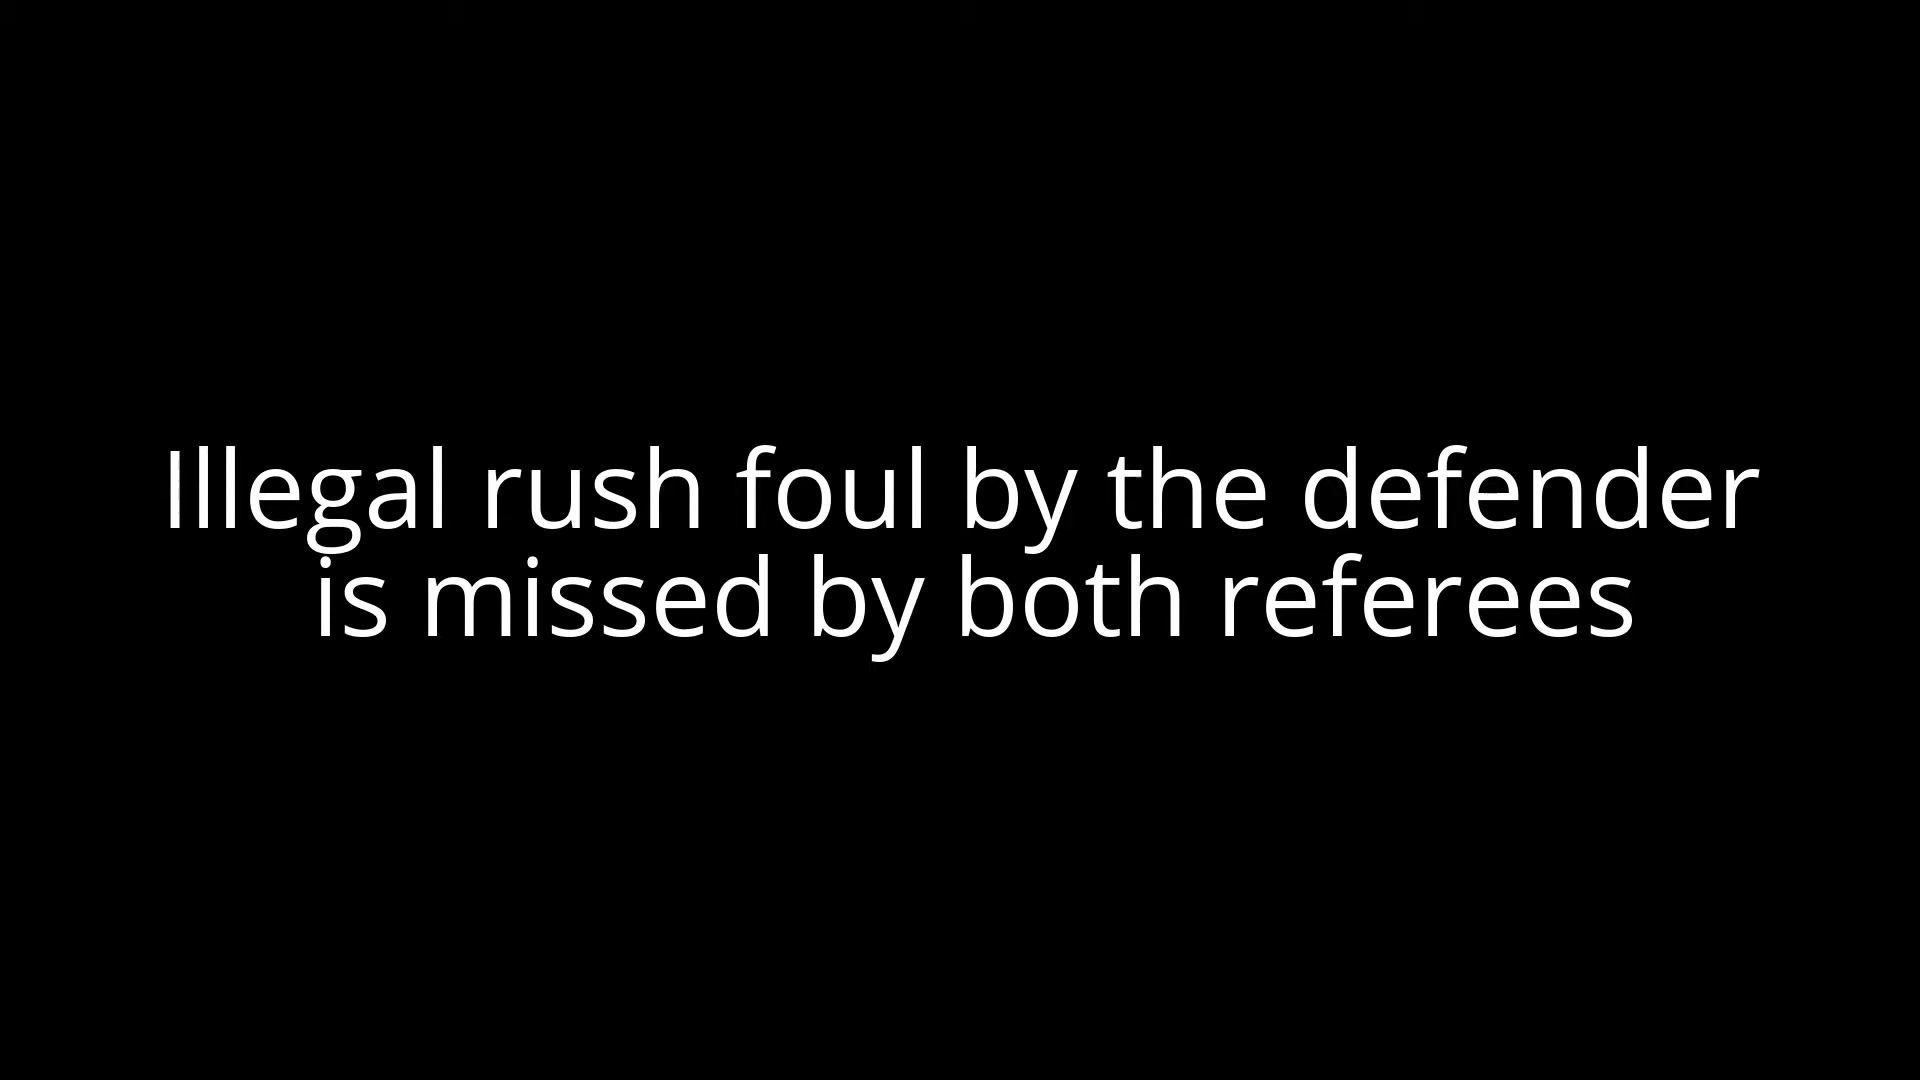 Illegal rush foul by the defender
is missed by both referees